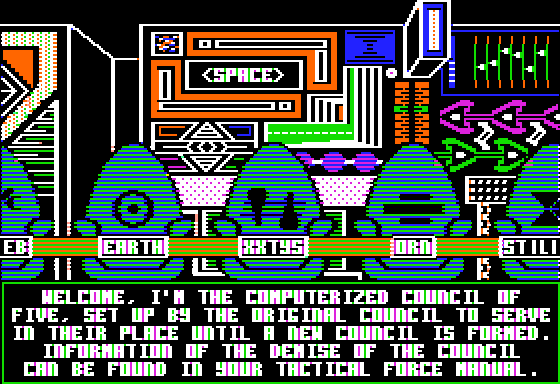 <SPACE>
EB EARTH XXTYS ORN STILI
WELCOME, I'M THE COMPUTERIZED COUNCIL OF
FIVE, SET UP BY THE ORIGINAL COUNCIL TO SERVE
IN THEIR PLACE UNTIL A NEW COUNCIL IS FORMED.
INFORMATION OF THE DEMISE OF THE COUNCIL
CAN BE FOUND IN YOUR TACTICAL FORCE MANUAL.